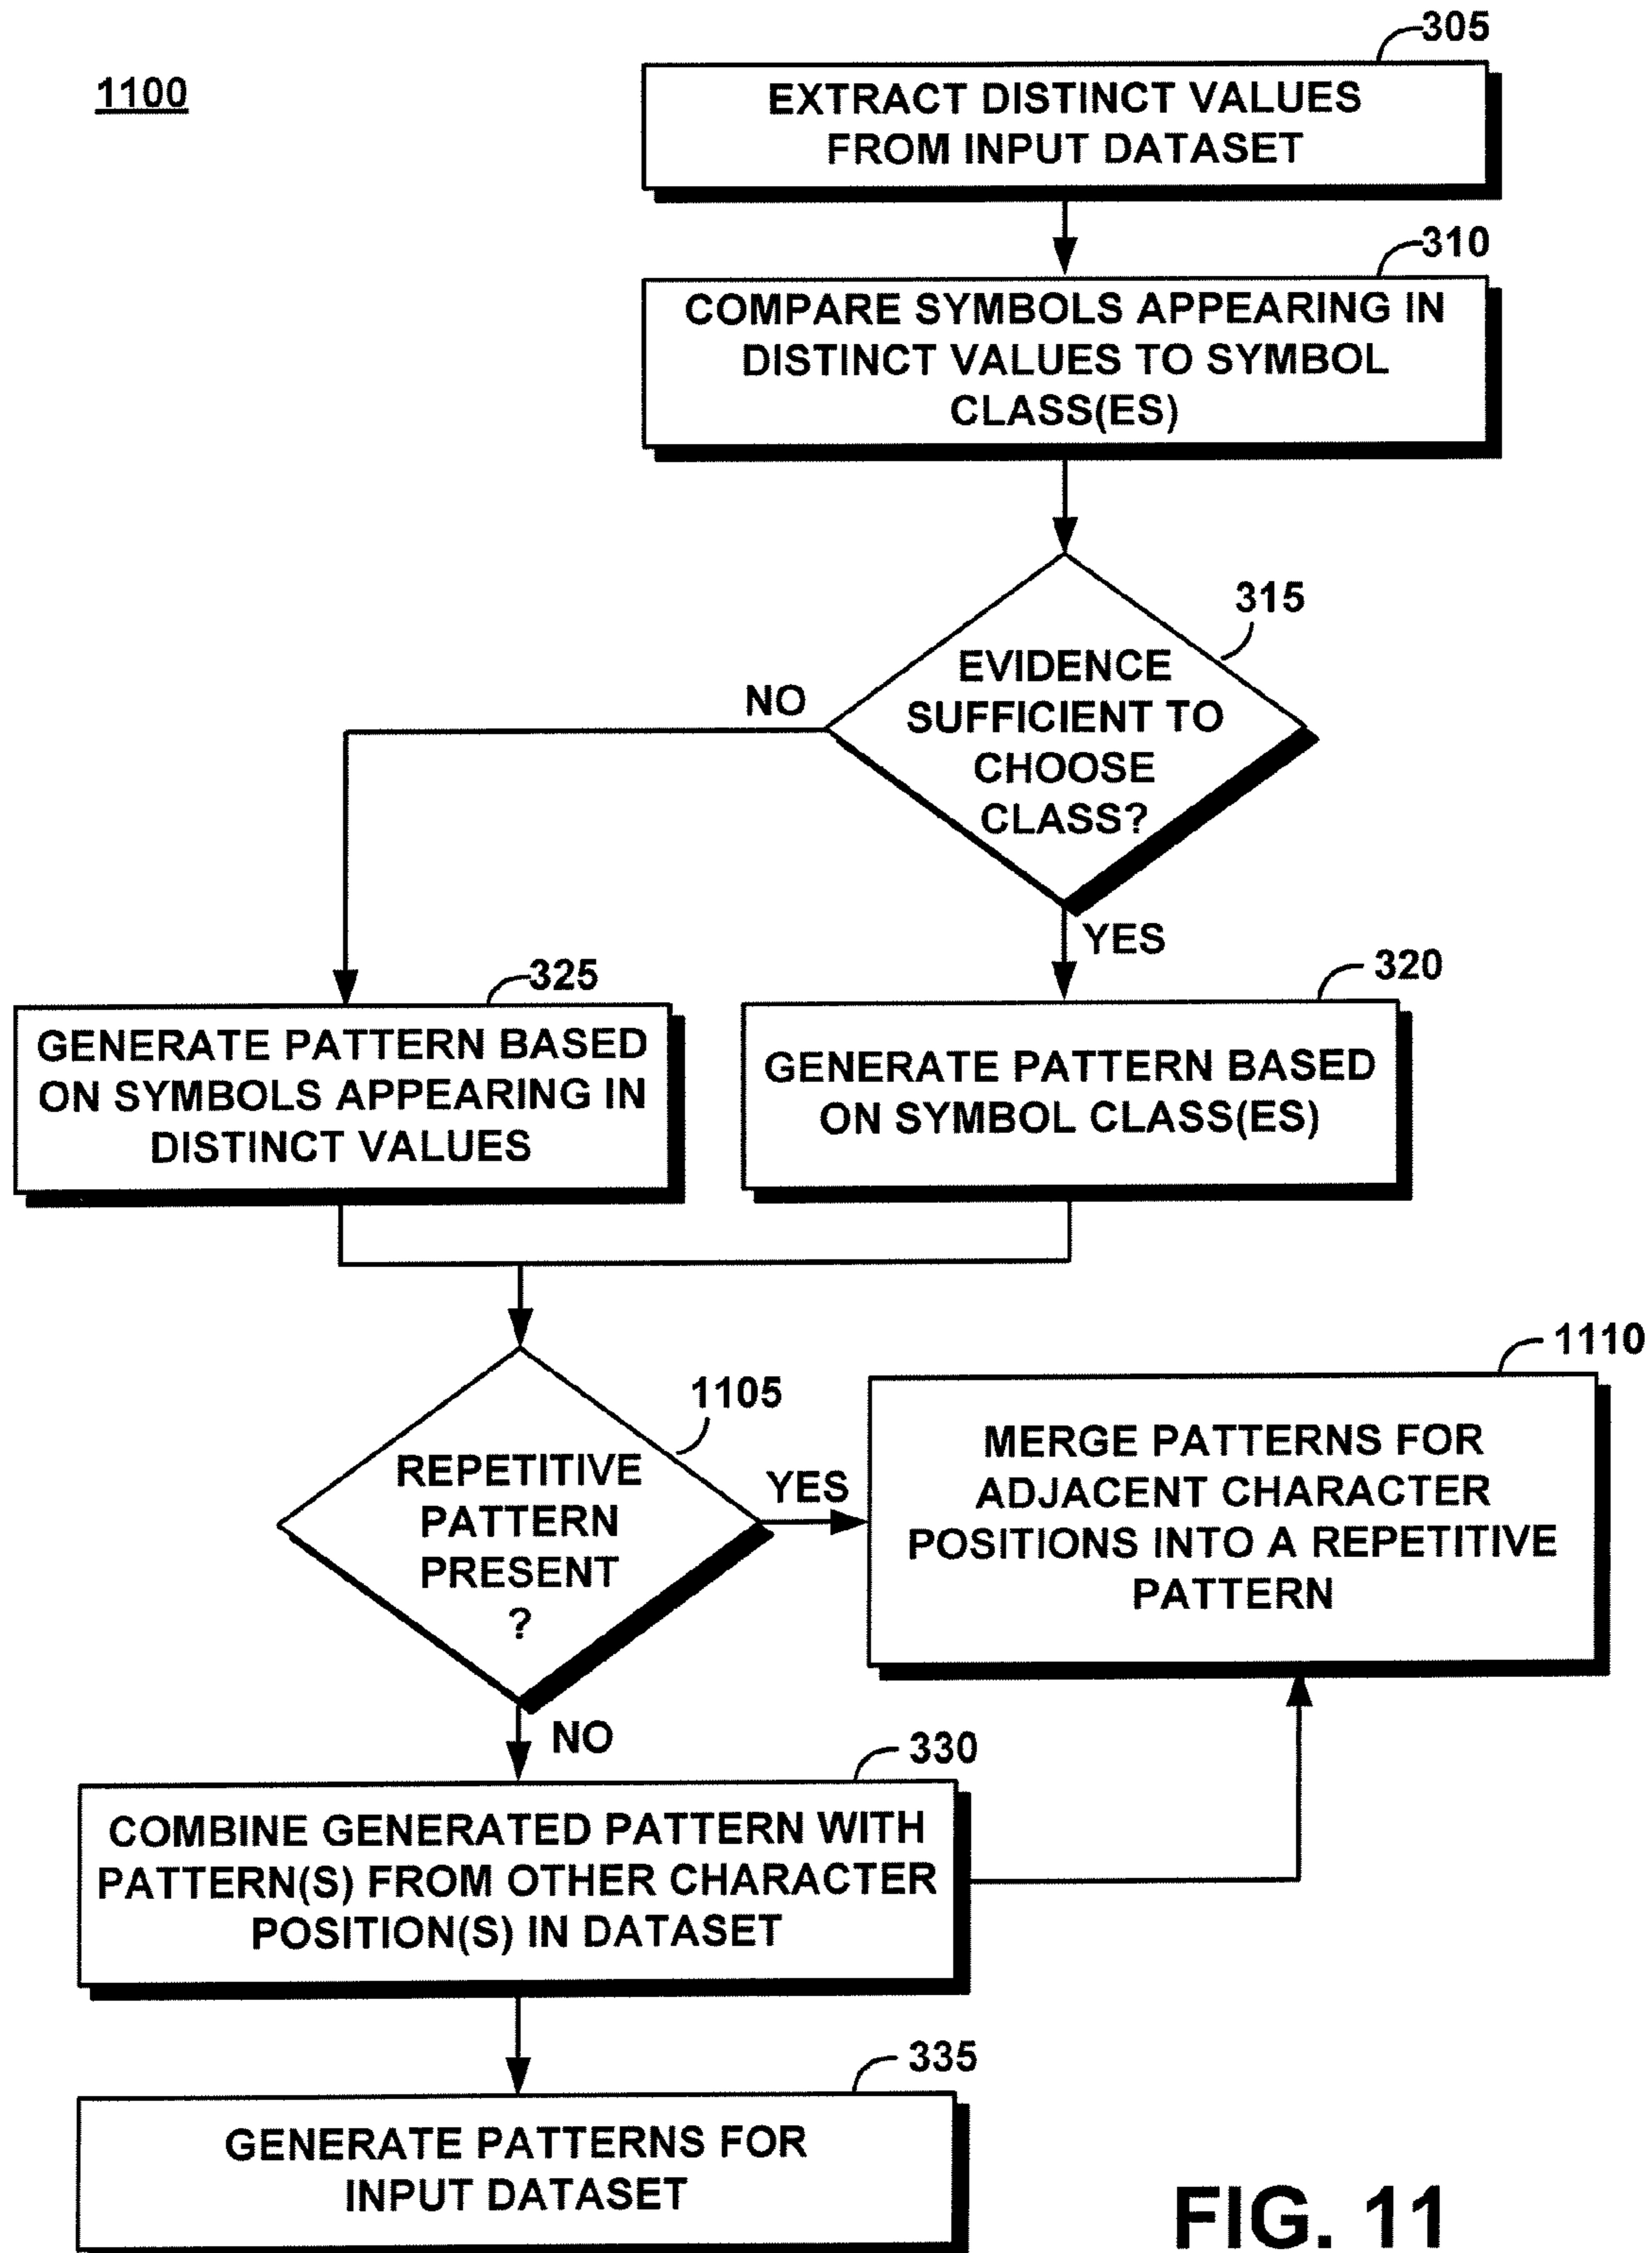 1100
305
EXTRACT DISTINCT VALUES
FROM INPUT DATASET
310
COMPARE SYMBOLS APPEARING IN
DISTINCT VALUES TO SYMBOL
CLASS(ES)
315
EVIDENCE
SUFFICIENT TO
CHOOSE
CLASS?
NO
YES
325
GENERATE PATTERN BASED
ON SYMBOLS APPEARING IN
DISTINCT VALUES
320
GENERATE PATTERN BASED
ON SYMBOL CLASS(ES)
1105
REPETITIVE
PATTERN
PRESENT
?
YES
NO
1110
MERGE PATTERNS FOR
ADJACENT CHARACTER
POSITIONS INTO A REPETITIVE
PATTERN
330
COMBINE GENERATED PATTERN WITH
PATTERN(S) FROM OTHER CHARACTER
POSITION(S) IN DATASET
335
GENERATE PATTERNS FOR
INPUT DATASET
FIG. 11